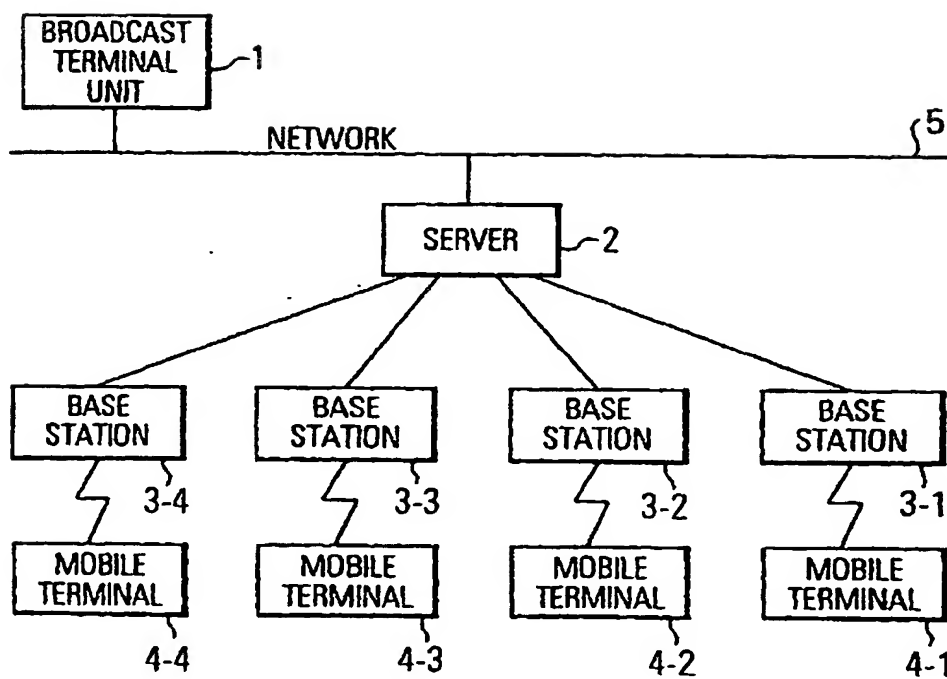 BROADCAST
TERMINAL
UNIT
1
NETWORK
5
SERVER
2
BASE
STATION
3-4
BASE
STATION
3-3
BASE
STATION
3-2
BASE
STATION
3-1
MOBILE
TERMINAL
4-4
MOBILE
TERMINAL
4-3
MOBILE
TERMINAL
4-2
MOBILE
TERMINAL
4-1